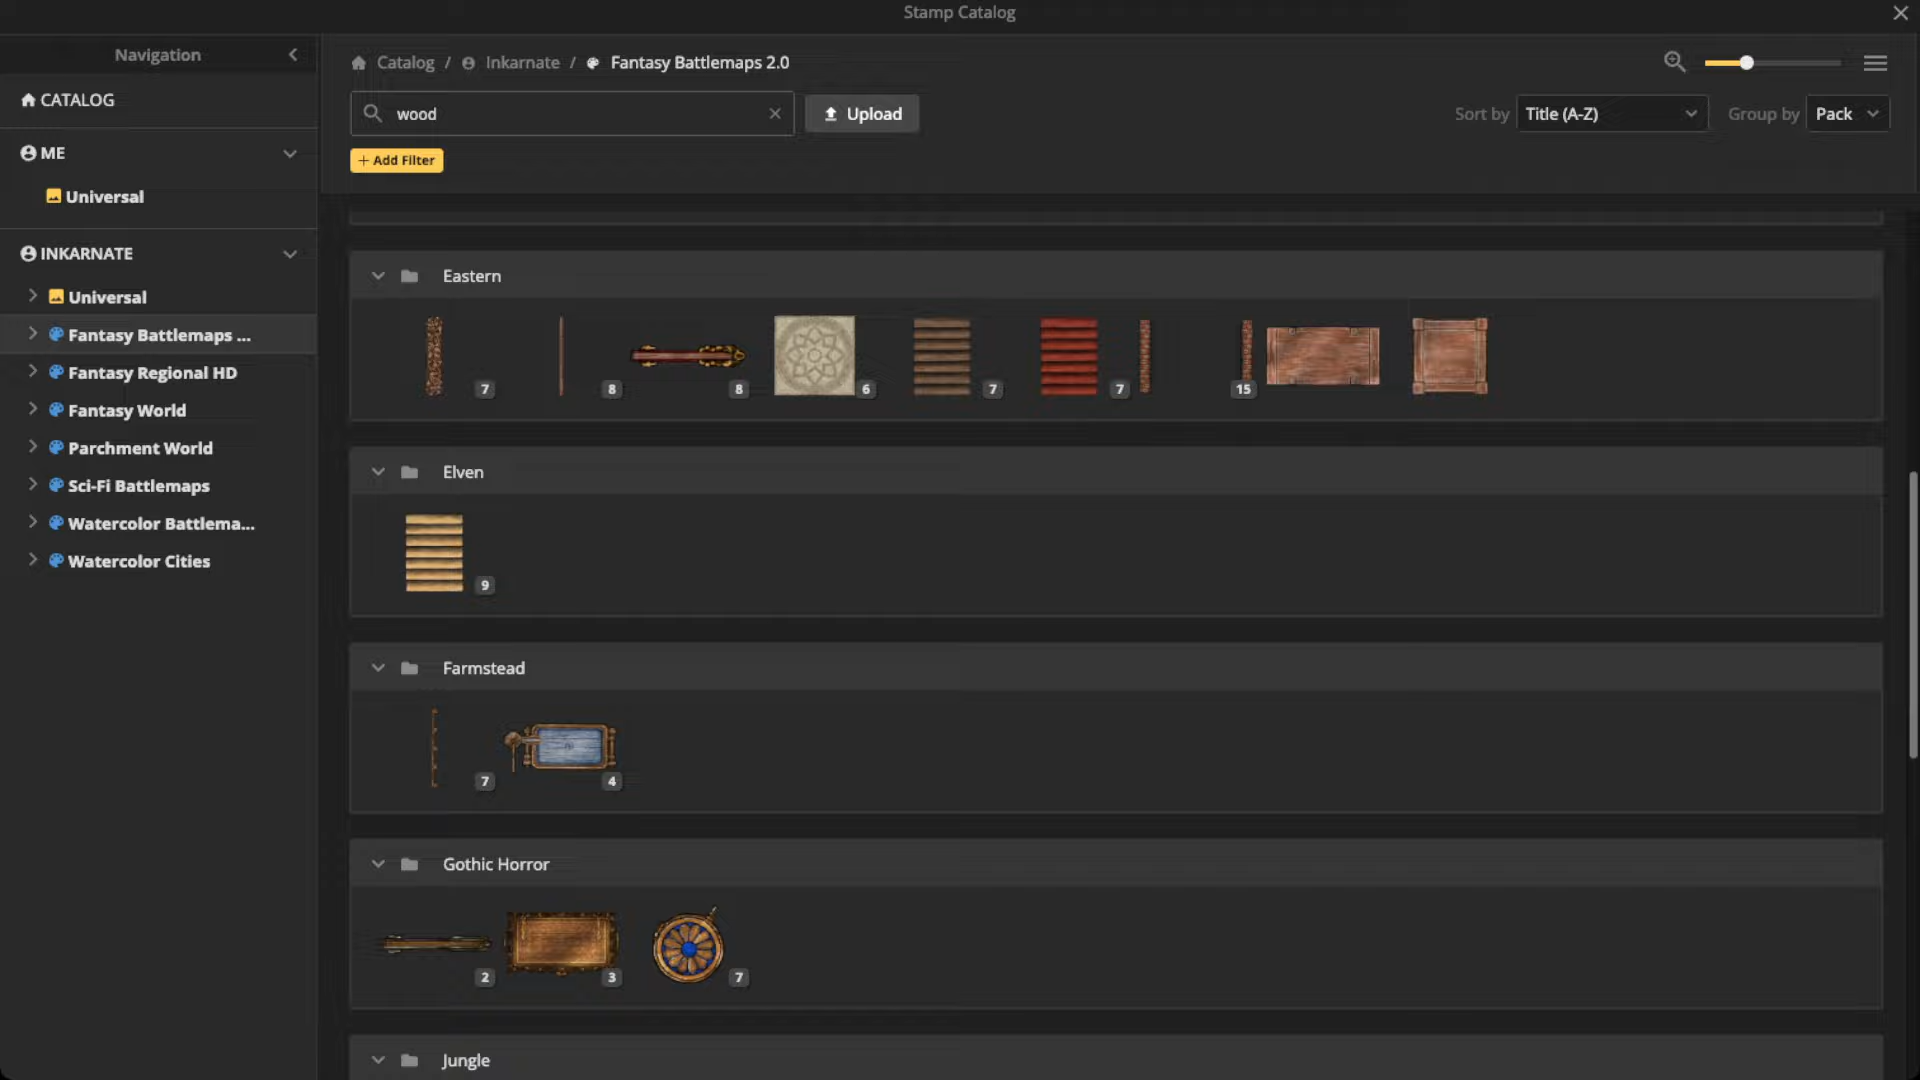 Stamp Catalog
Navigation
CATALOG
ME
Universal
INKARNATE
Universal
Fantasy Battlemaps ...
Fantasy Regional HD
Fantasy World
Parchment World
Sci-Fi Battlemaps
Watercolor Battlema...
Watercolor Cities
Catalog / Inkarnate / Fantasy Battlemaps 2.0
wood
Upload
Sort by Title (A-Z) Group by Pack
+ Add Filter
Eastern
7 8 8 6 7 7 15
Elven
9
Farmstead
7 4
Gothic Horror
2 3 7
Jungle